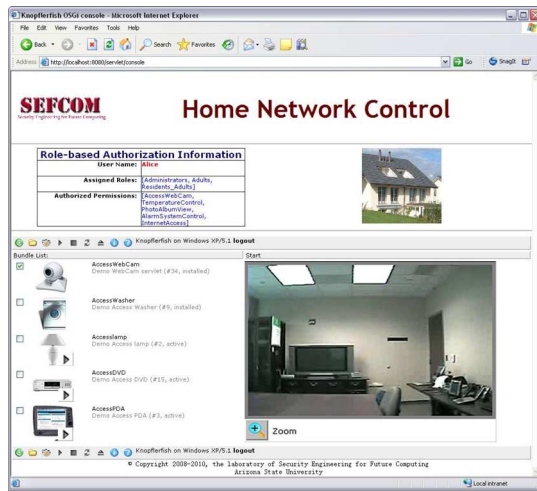 Knopflerfish OSGi console - Microsoft Internet Explorer
File Edit View Favorites Tools Help
Back Search Favorites
Address http://localhost:8080/servlet/console Go SnagIt
SEFCOM
Security Engineering for Future Computing
Home Network Control
Role-based Authorization Information
User Name: Alice
Assigned Roles: [Administrators, Adults,
Residents_Adults]
Authorized Permissions: [AccessWebCam,
TemperatureControl,
PhotoAlbumView,
AlarmSystemControl,
InternetAccess]
Knopflerfish on Windows XP/5.1 logout
Bundle List:
Start
AccessWebCam
Demo WebCam servlet (#34, installed)
AccessWasher
Demo Access Washer (#9, installed)
Accesslamp
Demo Access lamp (#2, active)
AccessDVD
Demo Access DVD (#15, active)
AccessPDA
Demo Access PDA (#3, active)
Zoom
Knopflerfish on Windows XP/5.1 logout
© Copyright 2008-2010, the laboratory of Security Engineering for Future Computing
Arizona State University
Local intranet